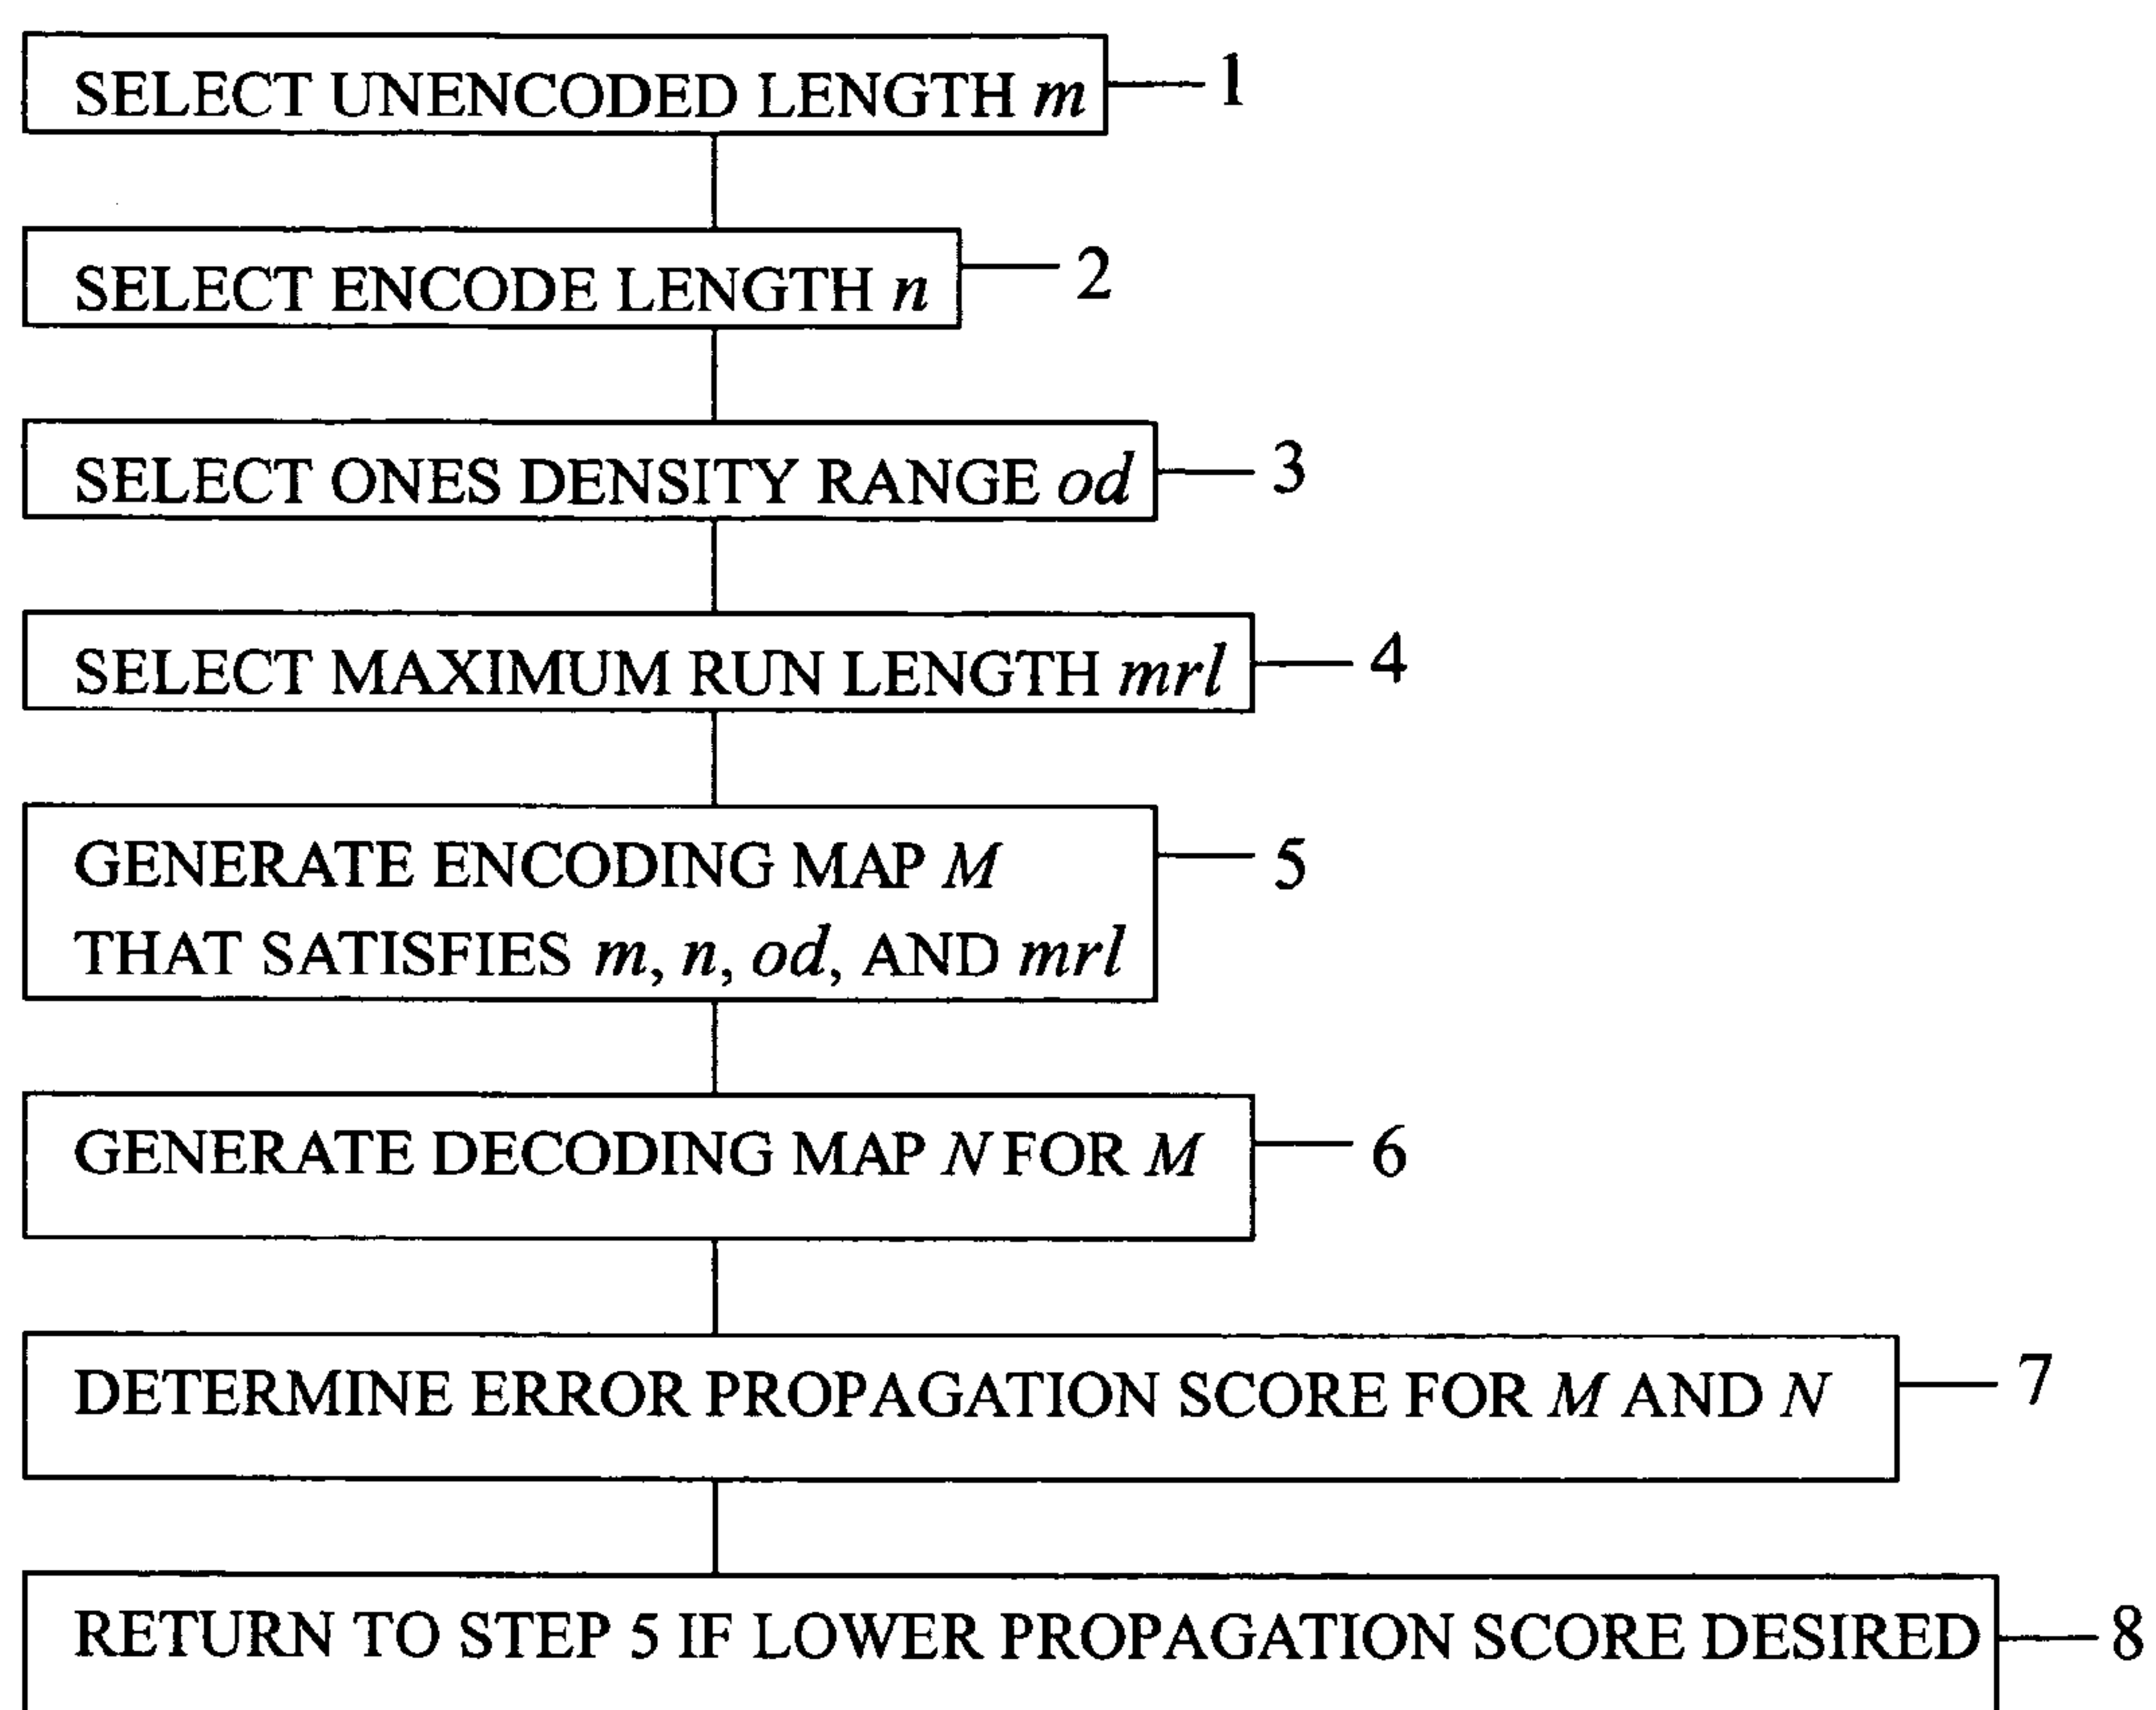 SELECT UNENCODED LENGTH m
1
SELECT ENCODE LENGTH n
2
SELECT ONES DENSITY RANGE od
3
SELECT MAXIMUM RUN LENGTH mrl
4
GENERATE ENCODING MAP M
THAT SATISFIES m, n, od, AND mrl
5
GENERATE DECODING MAP N FOR M
6
DETERMINE ERROR PROPAGATION SCORE FOR M AND N
7
RETURN TO STEP 5 IF LOWER PROPAGATION SCORE DESIRED
8